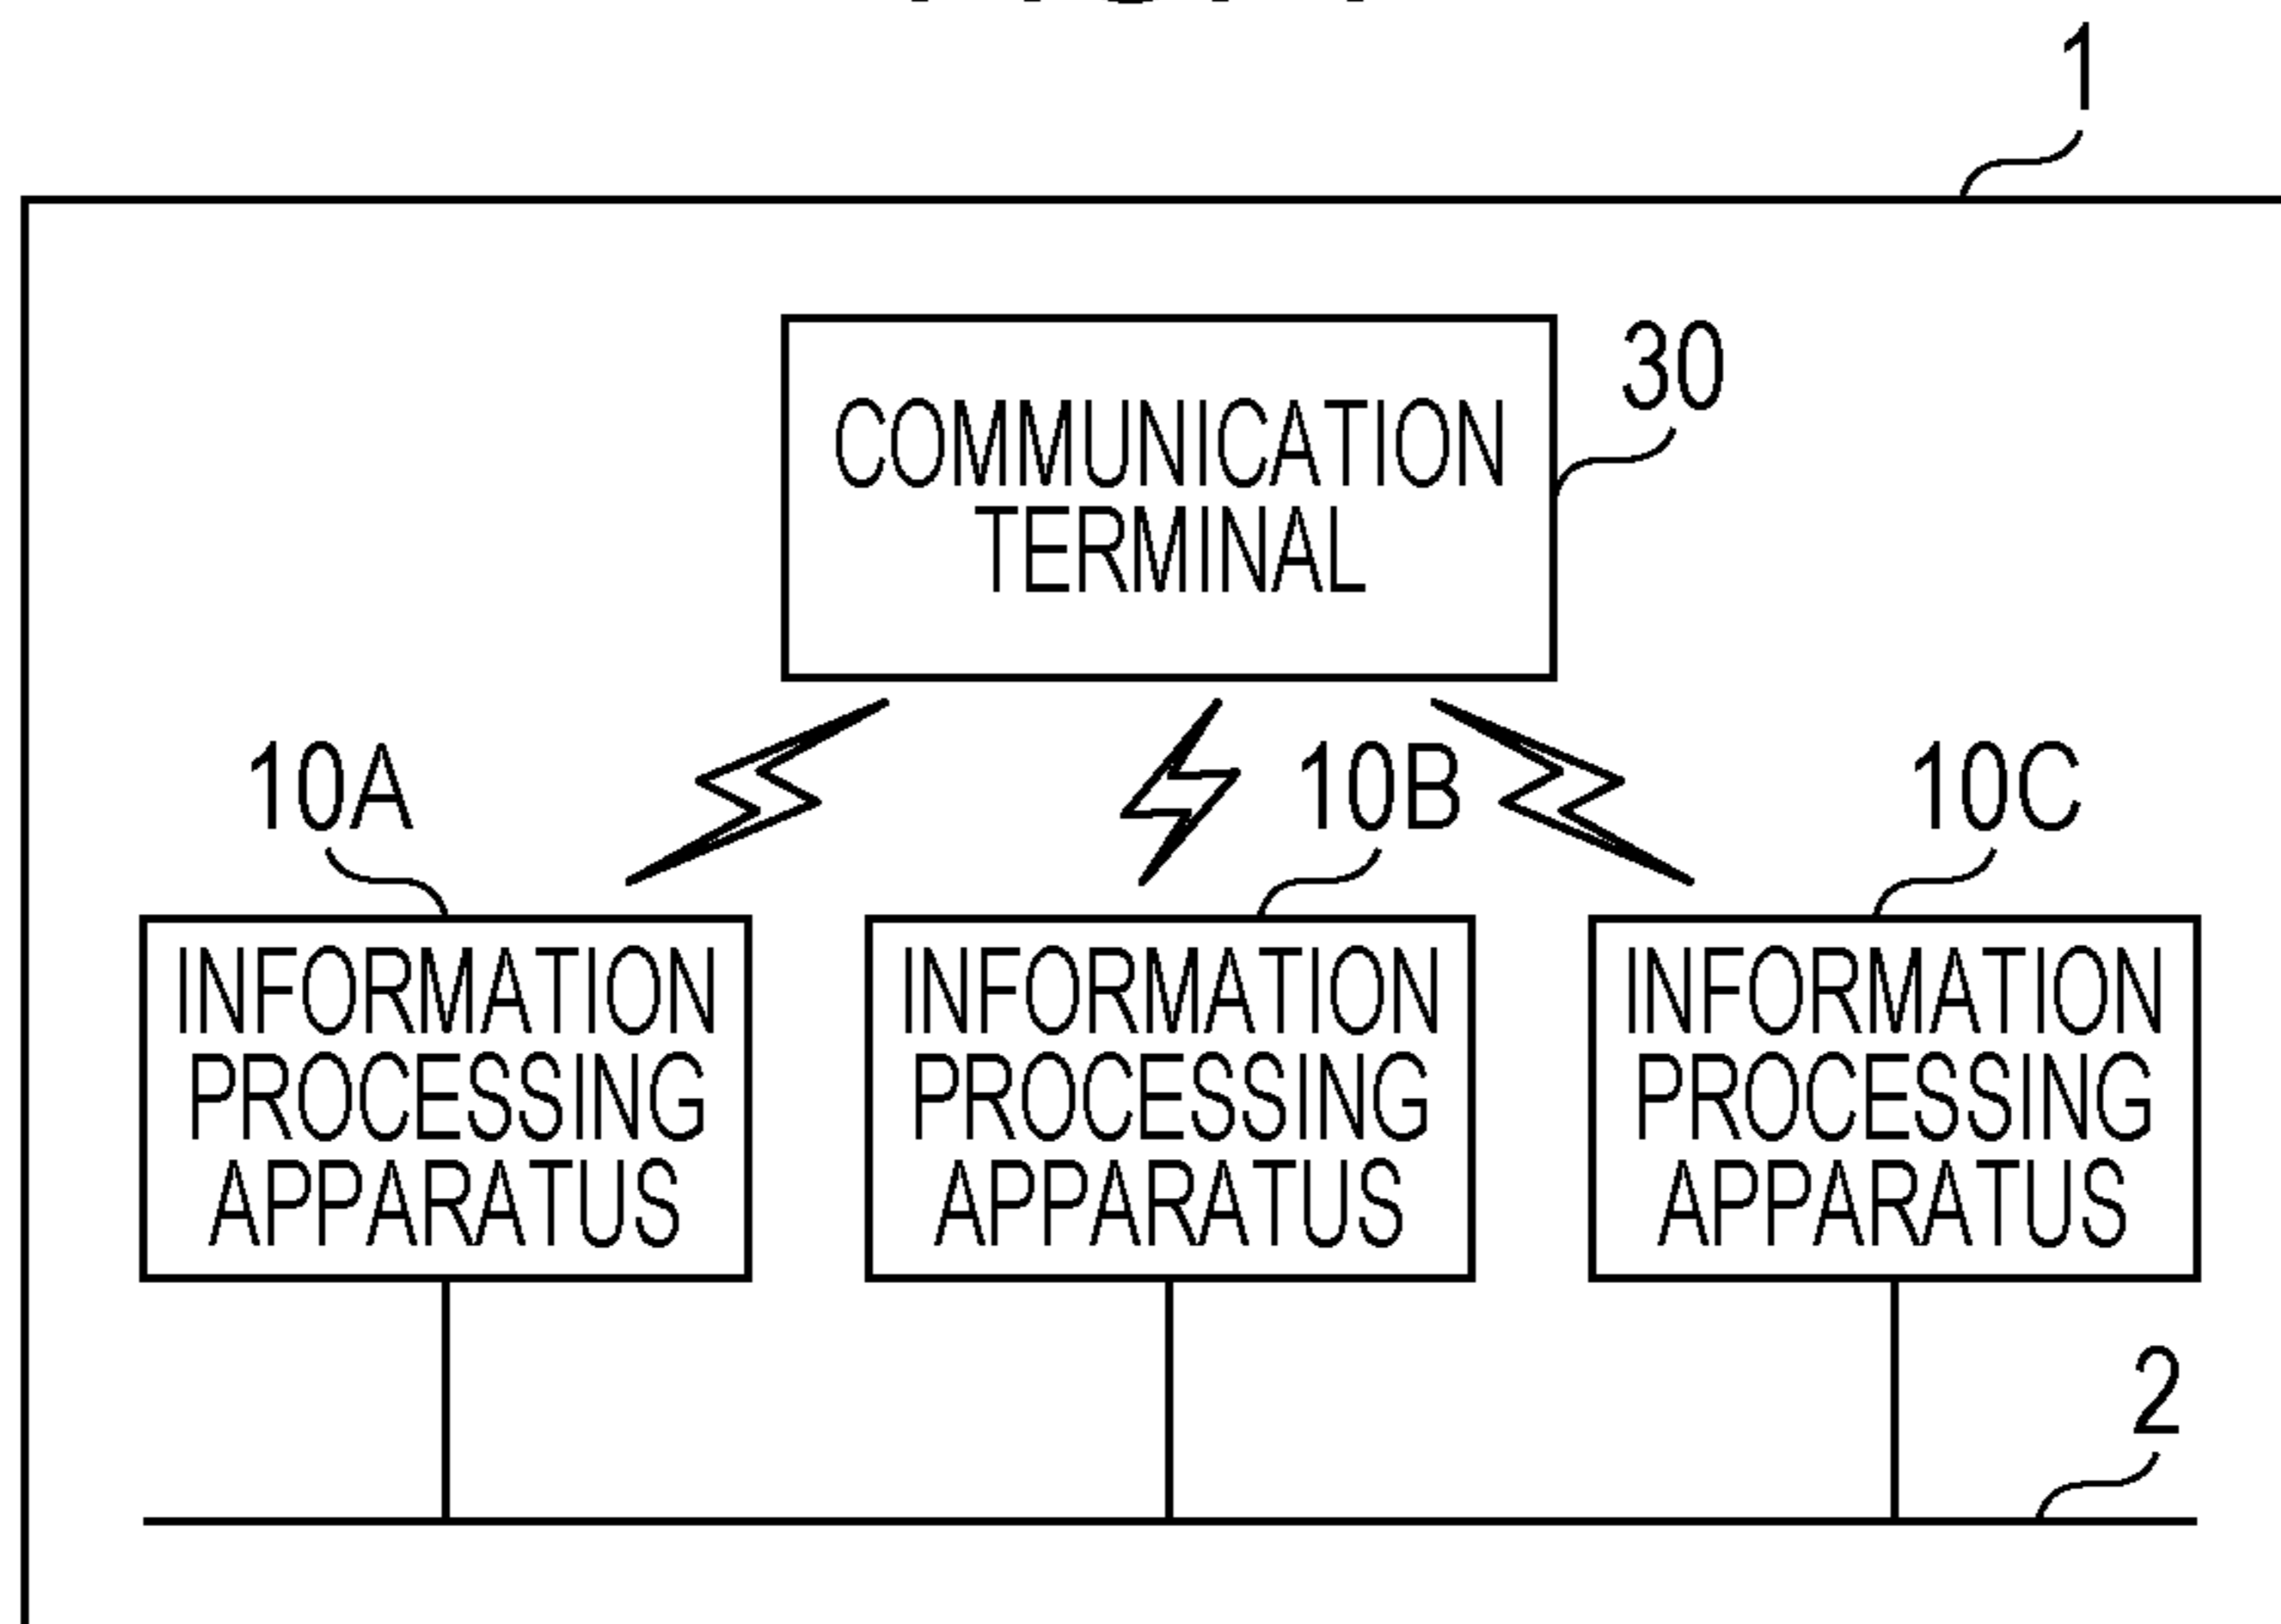 1
COMMUNICATION
TERMINAL
30
10A
10B
10C
INFORMATION
PROCESSING
APPARATUS
INFORMATION
PROCESSING
APPARATUS
INFORMATION
PROCESSING
APPARATUS
2